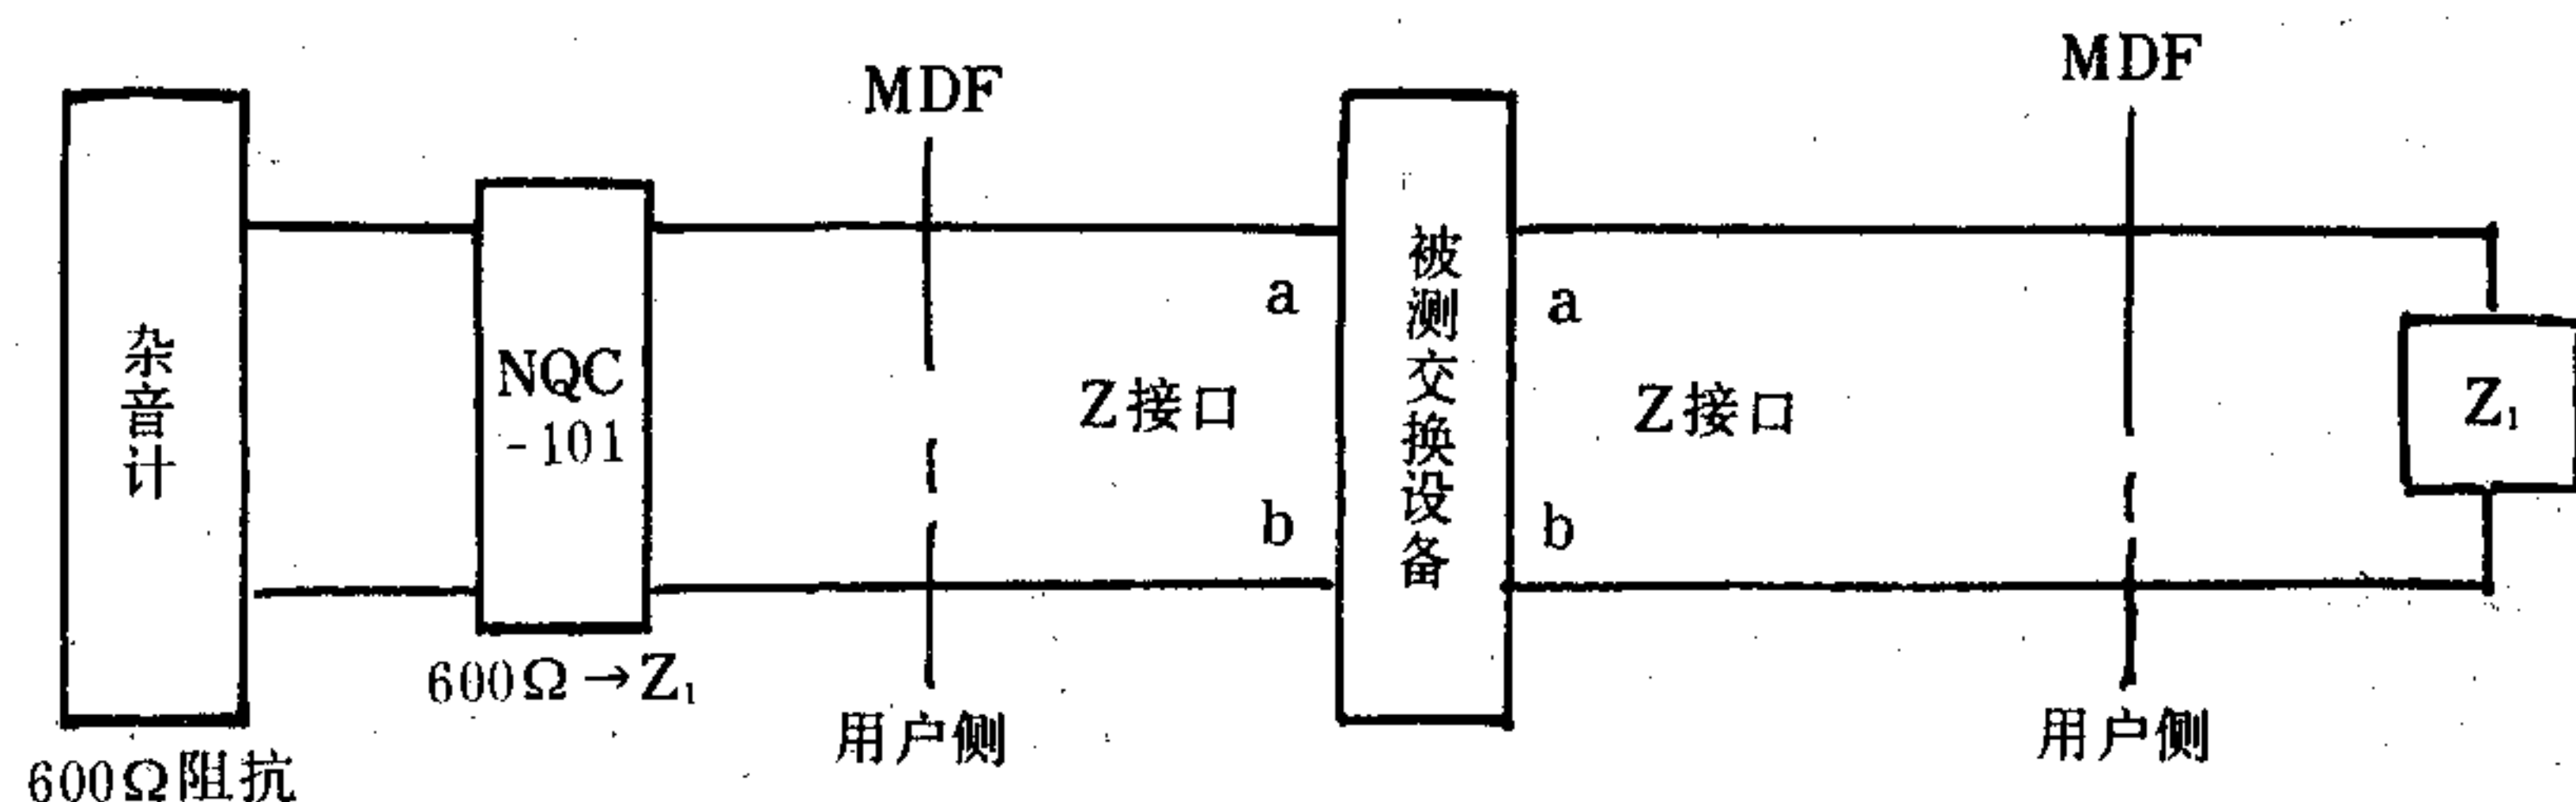 MDF
MDF
杂音计
NQC
-101
a
Z接口
b
被测交换设备
a
Z接口
b
Z₁
600Ω→Z₁
用户侧
用户侧
600Ω阻抗